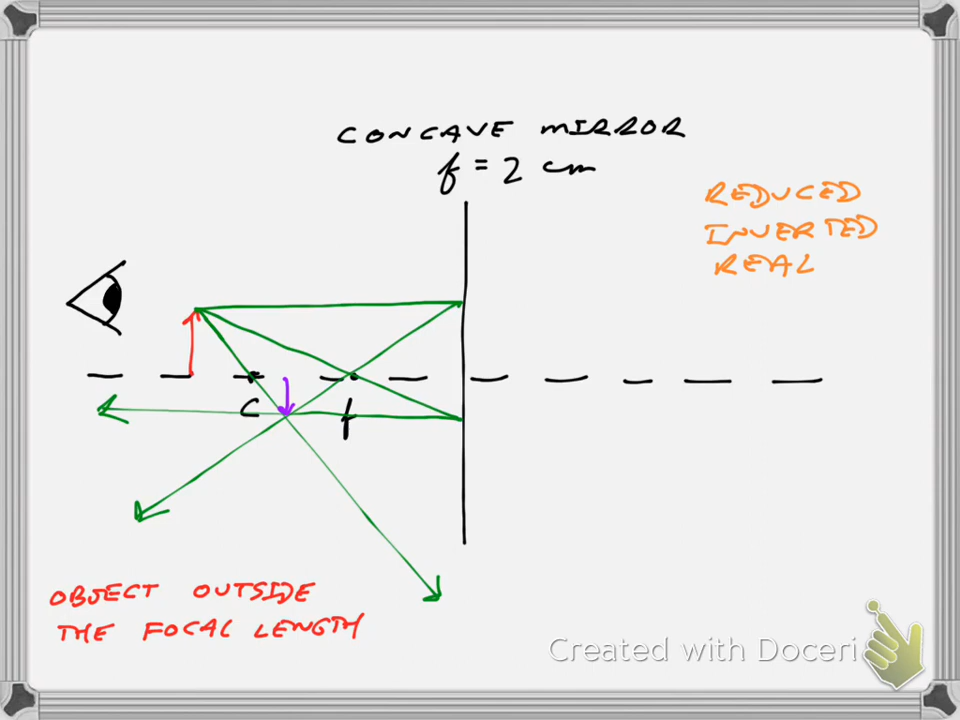 CONCAVE MIRROR
f = 2 cm
REDUCED
INVERTED
REAL
C
f
OBJECT OUTSIDE
THE FOCAL LENGTH
Created with Doceri